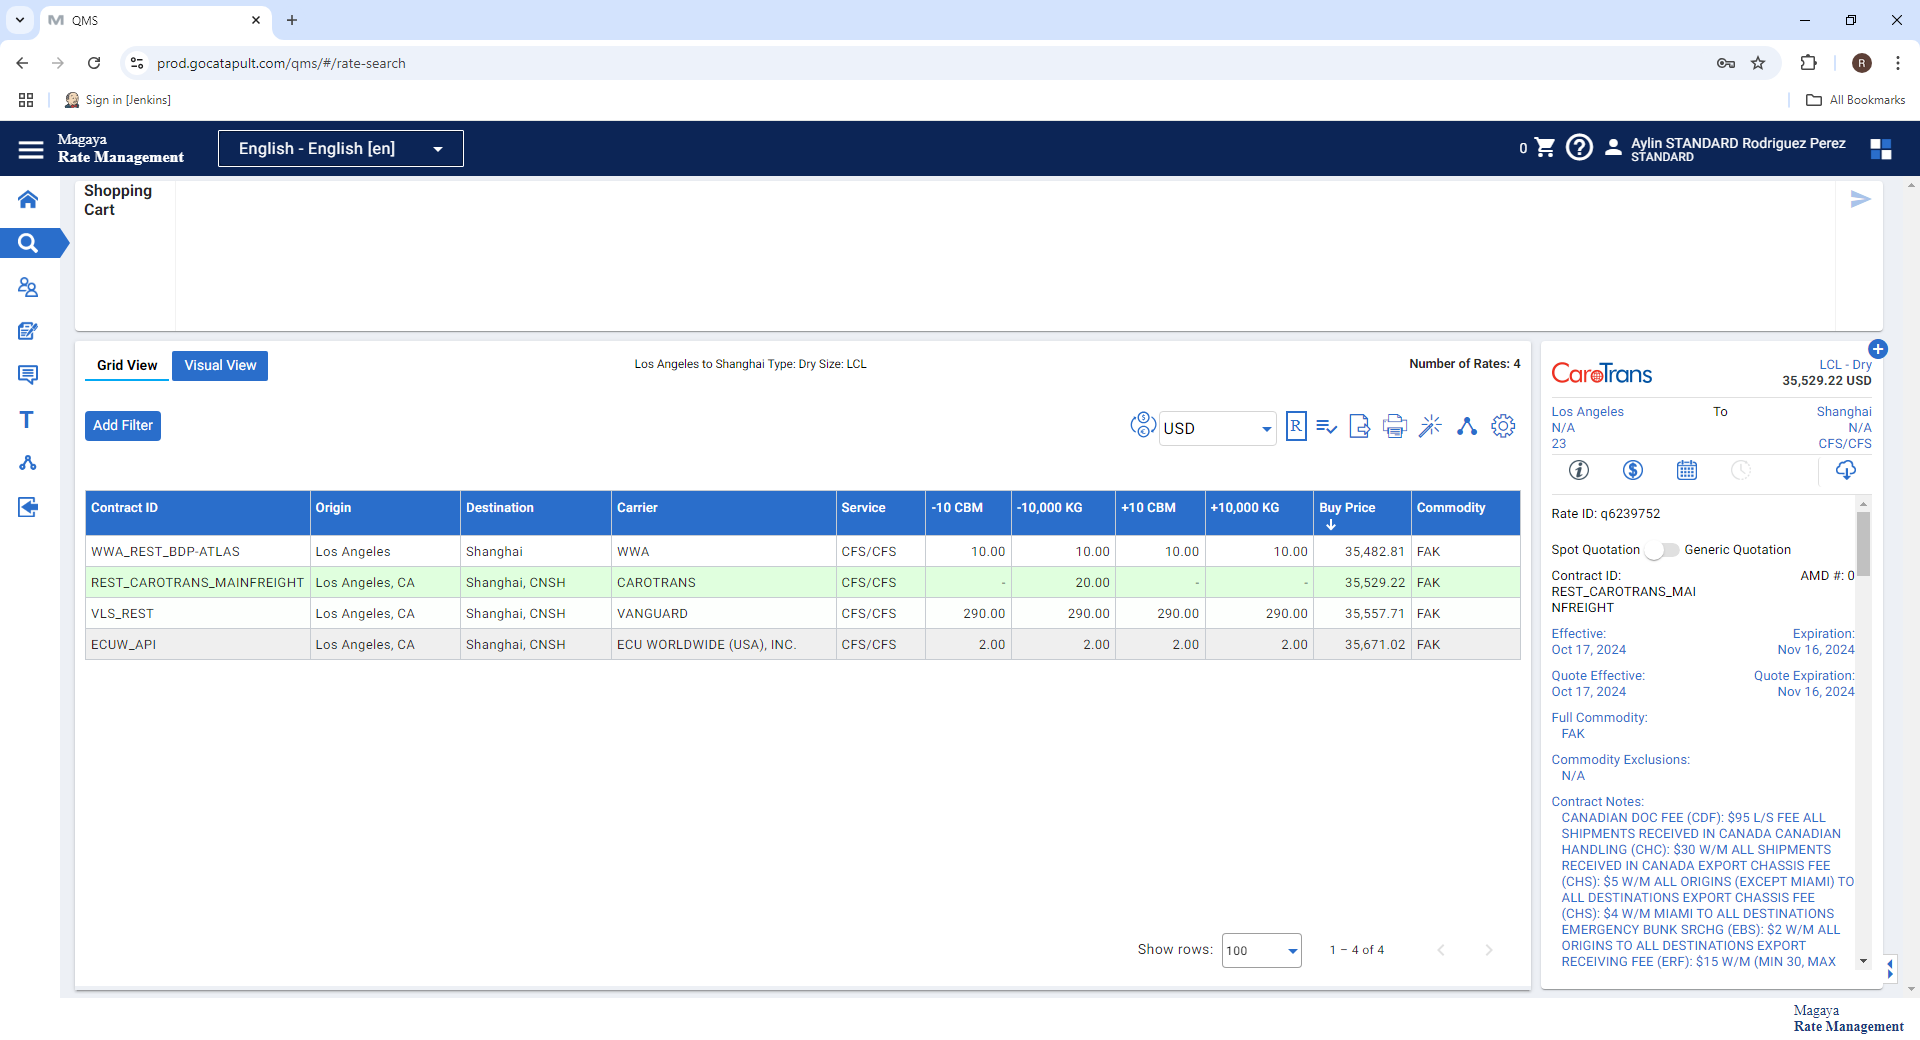 QMS
prod.gocatapult.com/qms/#/rate-search
R
Sign in [Jenkins]
All Bookmarks
Magaya
Rate Management
English - English [en]
0
Aylin STANDARD Rodriguez Perez
STANDARD
Shopping
Cart
Grid View
Visual View
Los Angeles to Shanghai Type: Dry Size: LCL
Number of Rates: 4
Add Filter
USD
R
Contract ID Origin Destination Carrier Service -10 CBM -10,000 KG +10 CBM +10,000 KG Buy Price Commodity
WWA_REST_BDP-ATLAS Los Angeles Shanghai WWA CFS/CFS 10.00 10.00 10.00 10.00 35,482.81 FAK
REST_CAROTRANS_MAINFREIGHT Los Angeles, CA Shanghai, CNSH CAROTRANS CFS/CFS - 20.00 - - 35,529.22 FAK
VLS_REST Los Angeles, CA Shanghai, CNSH VANGUARD CFS/CFS 290.00 290.00 290.00 290.00 35,557.71 FAK
ECUW_API Los Angeles, CA Shanghai, CNSH ECU WORLDWIDE (USA), INC. CFS/CFS 2.00 2.00 2.00 2.00 35,671.02 FAK
Show rows: 100 1 – 4 of 4
CaroTrans
LCL - Dry
35,529.22 USD
Los Angeles To Shanghai
N/A N/A
23 CFS/CFS
Rate ID: q6239752
Spot Quotation Generic Quotation
Contract ID: AMD #: 0
REST_CAROTRANS_MAI
NFREIGHT
Effective: Expiration:
Oct 17, 2024 Nov 16, 2024
Quote Effective: Quote Expiration:
Oct 17, 2024 Nov 16, 2024
Full Commodity:
FAK
Commodity Exclusions:
N/A
Contract Notes:
CANADIAN DOC FEE (CDF): $95 L/S FEE ALL
SHIPMENTS RECEIVED IN CANADA CANADIAN
HANDLING (CHC): $30 W/M ALL SHIPMENTS
RECEIVED IN CANADA EXPORT CHASSIS FEE
(CHS): $5 W/M ALL ORIGINS (EXCEPT MIAMI) TO
ALL DESTINATIONS EXPORT CHASSIS FEE
(CHS): $4 W/M MIAMI TO ALL DESTINATIONS
EMERGENCY BUNK SRCHG (EBS): $2 W/M ALL
ORIGINS TO ALL DESTINATIONS EXPORT
RECEIVING FEE (ERF): $15 W/M (MIN 30, MAX
Magaya
Rate Management